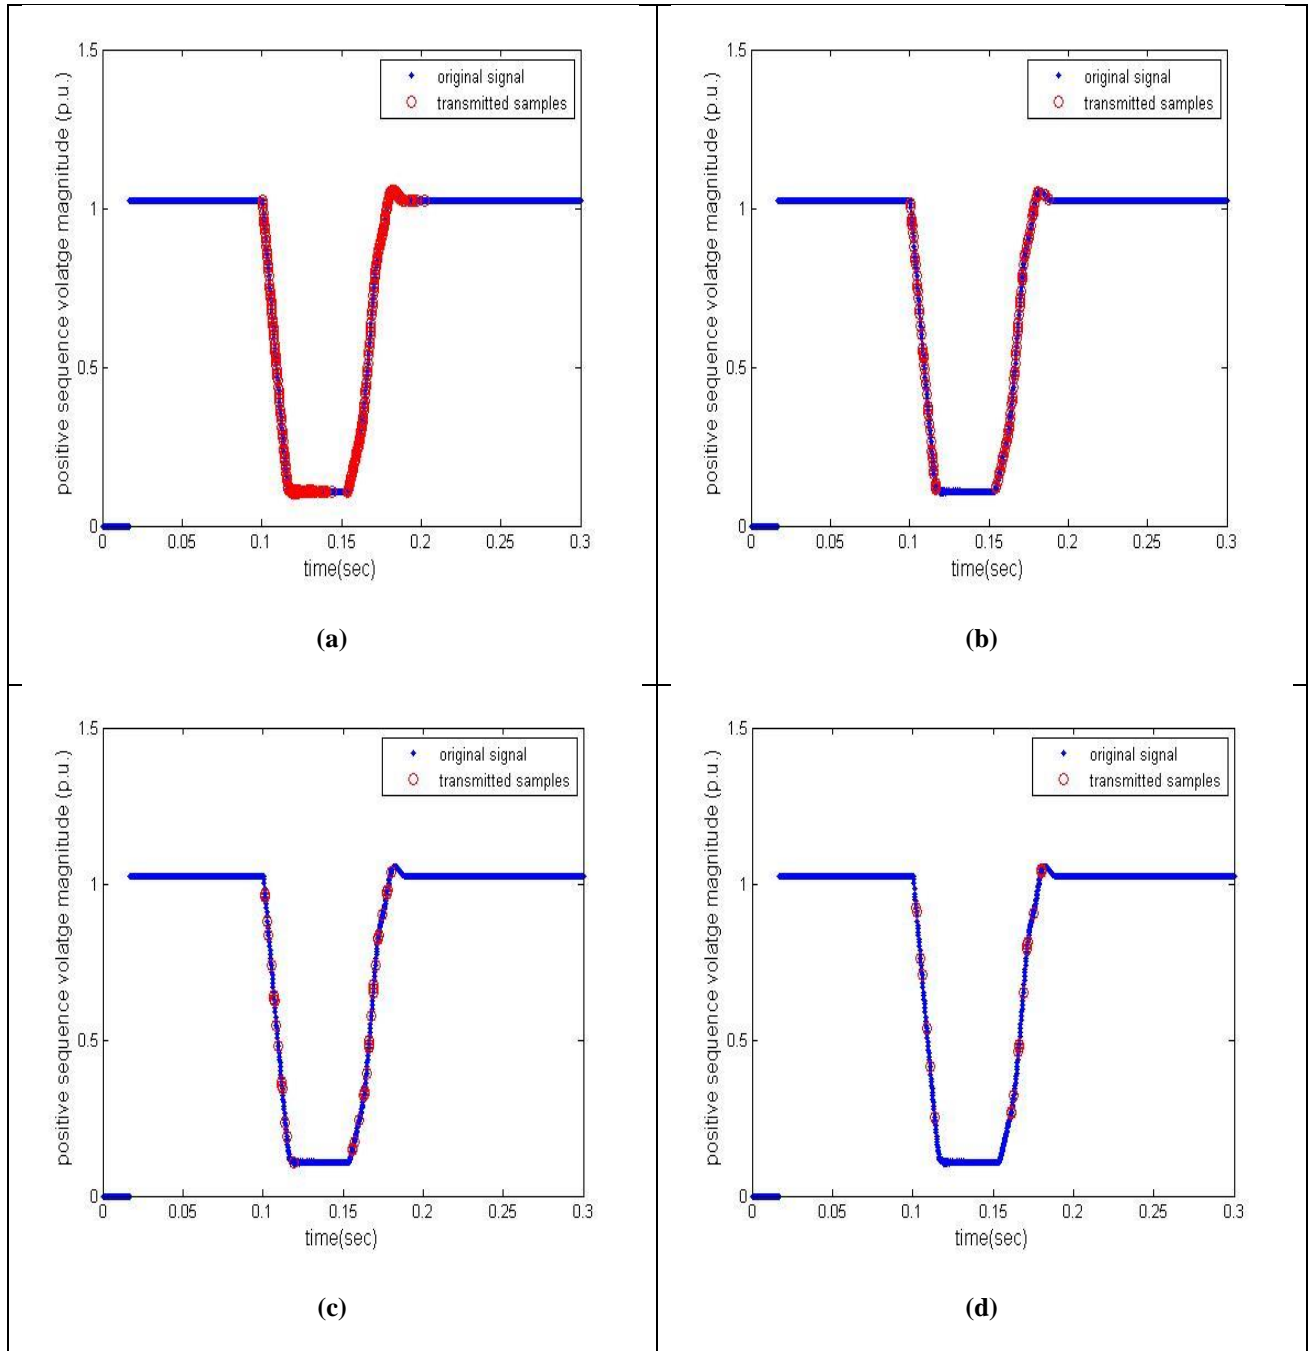 1.5
original signal
transmitted samples
1
0.5
0
positive sequence volatge magnitude (p.u.)
0 0.05 0.1 0.15 0.2 0.25 0.3
time(sec)
(a)
1.5
original signal
transmitted samples
1
0.5
0
positive sequence volatge magnitude (p.u.)
0 0.05 0.1 0.15 0.2 0.25 0.3
time(sec)
(b)
1.5
original signal
transmitted samples
1
0.5
0
positive sequence volatge magnitude (p.u.)
0 0.05 0.1 0.15 0.2 0.25 0.3
time(sec)
(c)
1.5
original signal
transmitted samples
1
0.5
0
positive sequence volatge magnitude (p.u.)
0 0.05 0.1 0.15 0.2 0.25 0.3
time(sec)
(d)